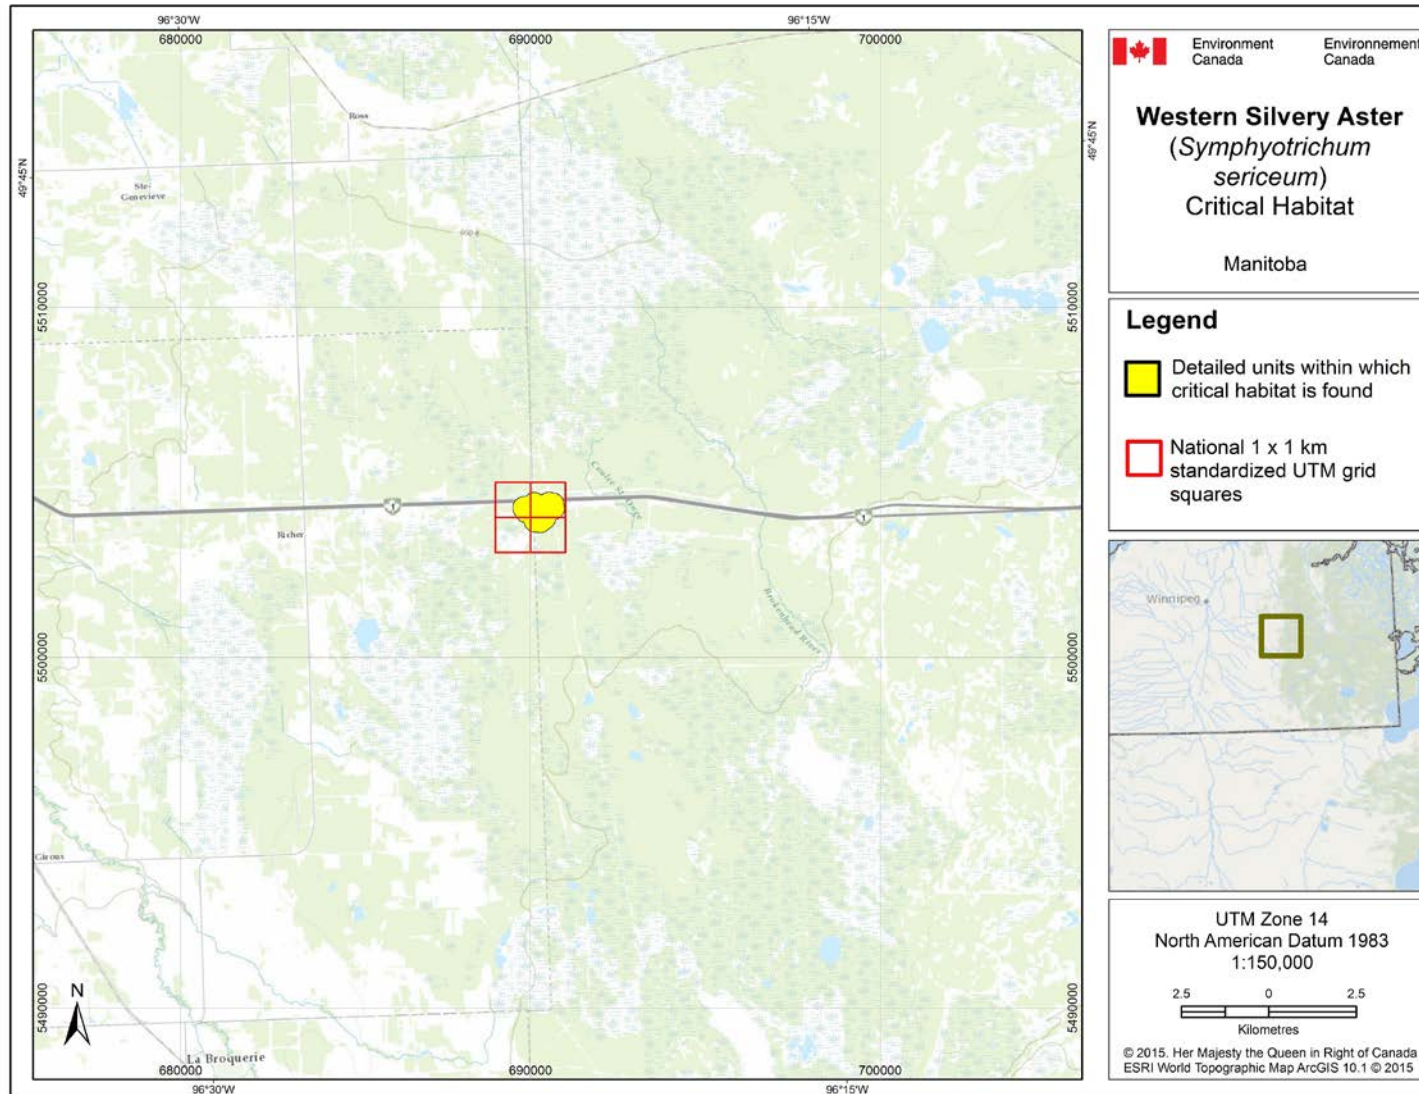 96°30'W
96°15'W
680000
690000
700000
49°45'N
49°45'N
Ross
Ste-
Genevieve
5510000
5510000
Richer
1
1
Brokenhead River
5500000
5500000
Giroux
5490000
5490000
N
La Broquerie
680000
690000
700000
96°30'W
96°15'W
Environment
Canada
Environnement
Canada
Western Silvery Aster
(Symphyotrichum
sericeum)
Critical Habitat
Manitoba
Legend
Detailed units within which
critical habitat is found
National 1 x 1 km
standardized UTM grid
squares
Winnipeg
UTM Zone 14
North American Datum 1983
1:150,000
2.5 0 2.5
Kilometres
© 2015. Her Majesty the Queen in Right of Canada
ESRI World Topographic Map ArcGIS 10.1 © 2015